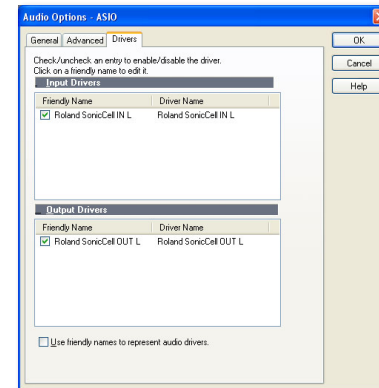 Audio Options - ASIO
General Advanced Drivers
OK
Cancel
Help
Check/uncheck an entry to enable/disable the driver.
Click on a friendly name to edit it.
Input Drivers
Friendly Name Driver Name
Roland SonicCell IN L Roland SonicCell IN L
Output Drivers
Friendly Name Driver Name
Roland SonicCell OUT L Roland SonicCell OUT L
Use friendly names to represent audio drivers.